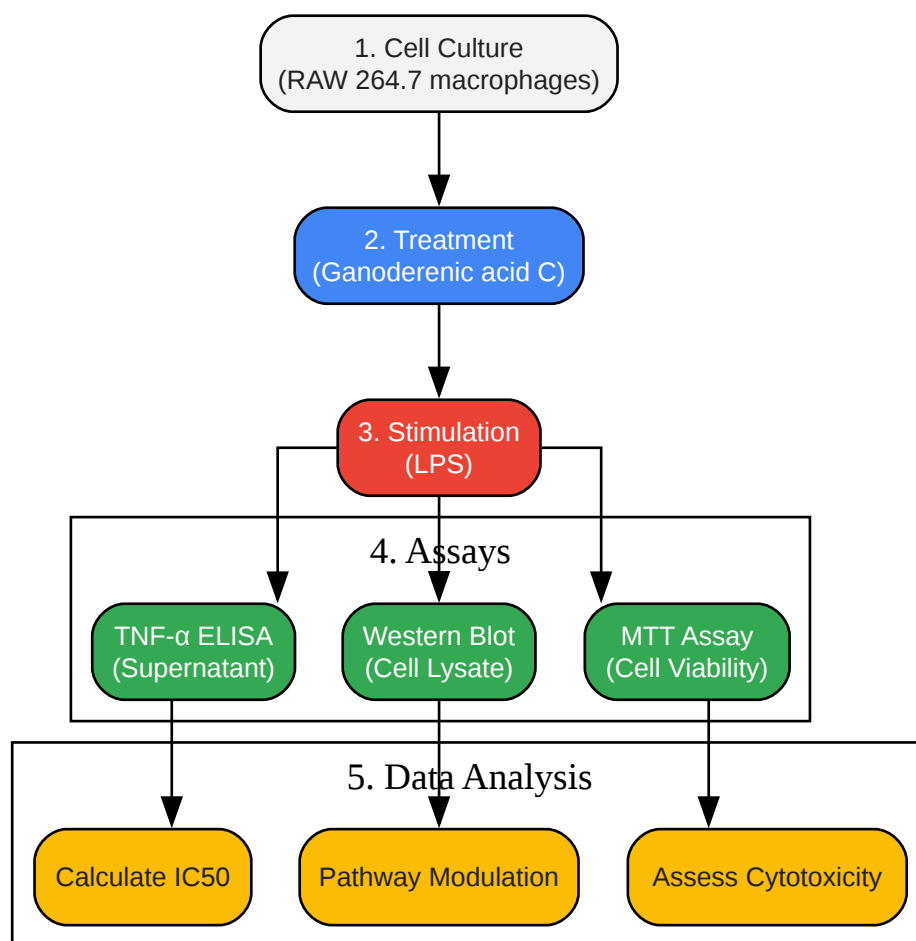 1. Cell Culture
(RAW 264.7 macrophages)
2. Treatment
(Ganoderenic acid C)
3. Stimulation
(LPS)
4. Assays
TNF-α ELISA
(Supernatant)
Western Blot
(Cell Lysate)
MTT Assay
(Cell Viability)
5. Data Analysis
Calculate IC50
Pathway Modulation
Assess Cytotoxicity